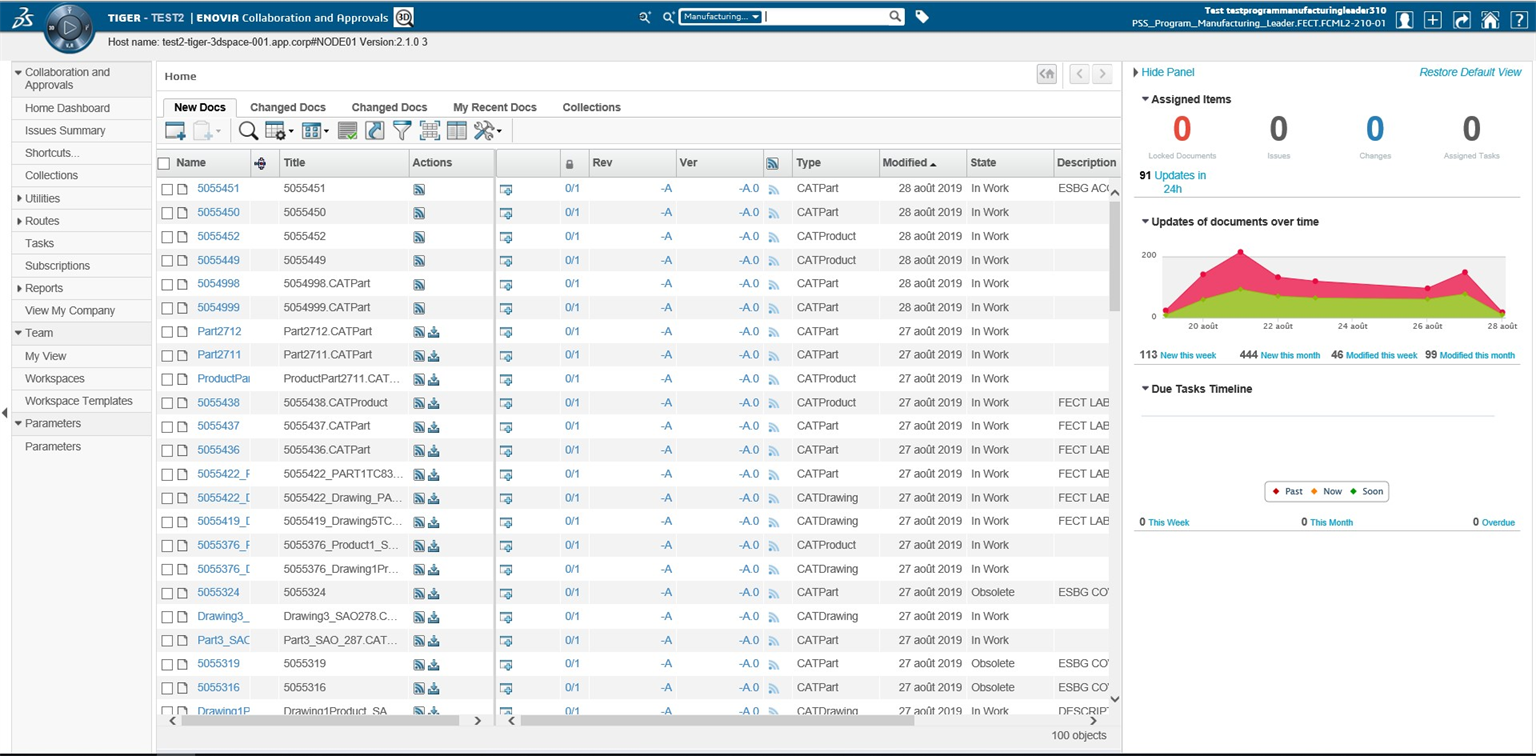 TIGER - TEST2 | ENOVIA Collaboration and Approvals 3D
Manufacturing...
Test testprogrammanufacturingleader310
PSS_Program_Manufacturing_Leader.FECT.FCML2-210-01
Host name: test2-tiger-3dspace-001.app.corp#NODE01 Version:2.1.0 3
Collaboration and
Approvals
Home Dashboard
Issues Summary
Shortcuts...
Collections
Utilities
Routes
Tasks
Subscriptions
Reports
View My Company
Team
My View
Workspaces
Workspace Templates
Parameters
Parameters
Home
New Docs Changed Docs Changed Docs My Recent Docs Collections
Name Title Actions Rev Ver Type Modified State Description
5055451 5055451 0/1 -A -A.0 CATPart 28 août 2019 In Work ESBG ACC
5055450 5055450 0/1 -A -A.0 CATPart 28 août 2019 In Work
5055452 5055452 0/1 -A -A.0 CATProduct 28 août 2019 In Work
5055449 5055449 0/1 -A -A.0 CATProduct 28 août 2019 In Work
5054998 5054998.CATPart 0/1 -A -A.0 CATPart 28 août 2019 In Work
5054999 5054999.CATPart 0/1 -A -A.0 CATPart 28 août 2019 In Work
Part2712 Part2712.CATPart 0/1 -A -A.0 CATPart 27 août 2019 In Work
Part2711 Part2711.CATPart 0/1 -A -A.0 CATPart 27 août 2019 In Work
ProductPar ProductPart2711.CAT... 0/1 -A -A.0 CATProduct 27 août 2019 In Work
5055438 5055438.CATProduct 0/1 -A -A.0 CATProduct 27 août 2019 In Work FECT LAB
5055437 5055437.CATPart 0/1 -A -A.0 CATPart 27 août 2019 In Work FECT LAB
5055436 5055436.CATPart 0/1 -A -A.0 CATPart 27 août 2019 In Work FECT LAB
5055422_P 5055422_PART1TC83... 0/1 -A -A.0 CATPart 27 août 2019 In Work FECT LAB
5055422_D 5055422_Drawing_PA... 0/1 -A -A.0 CATDrawing 27 août 2019 In Work FECT LAB
5055419_D 5055419_Drawing5TC... 0/1 -A -A.0 CATDrawing 27 août 2019 In Work FECT LAB
5055376_P 5055376_Product1_S... 0/1 -A -A.0 CATProduct 27 août 2019 In Work
5055376_D 5055376_Drawing1Pr... 0/1 -A -A.0 CATDrawing 27 août 2019 In Work
5055324 5055324 0/1 -A -A.0 CATPart 27 août 2019 Obsolete ESBG COV
Drawing3_ Drawing3_SAO278.C... 0/1 -A -A.0 CATDrawing 27 août 2019 In Work
Part3_SAO Part3_SAO_287.CAT... 0/1 -A -A.0 CATPart 27 août 2019 In Work
5055319 5055319 0/1 -A -A.0 CATPart 27 août 2019 Obsolete ESBG COV
5055316 5055316 0/1 -A -A.0 CATPart 27 août 2019 Obsolete ESBG COV
Drawing1P Drawing1Product_SA 0/1 -A -A.0 CATDrawing 27 août 2019 In Work DESCRIPT
100 objects
Hide Panel Restore Default View
Assigned Items
0 0 0 0
Locked Documents Issues Changes Assigned Tasks
91 Updates in
24h
Updates of documents over time
200
0
20 août 22 août 24 août 26 août 28 août
113 New this week 444 New this month 46 Modified this week 99 Modified this month
Due Tasks Timeline
Past Now Soon
0 This Week 0 This Month 0 Overdue